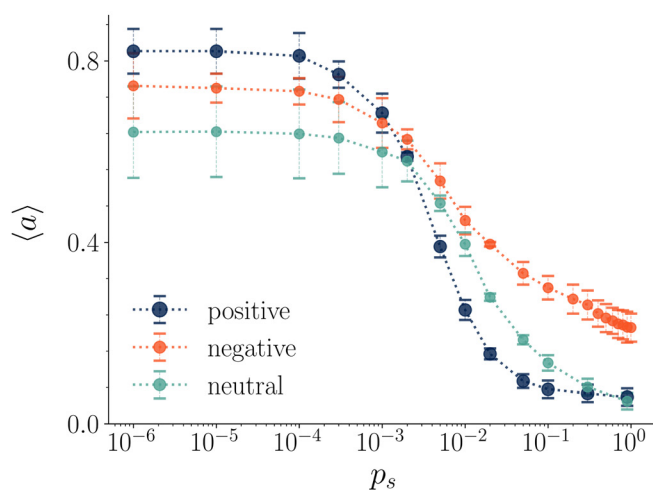 0.8
0.4
0.0
⟨a⟩
positive
negative
neutral
10⁻⁶ 10⁻⁵ 10⁻⁴ 10⁻³ 10⁻² 10⁻¹ 10⁰
pₛ